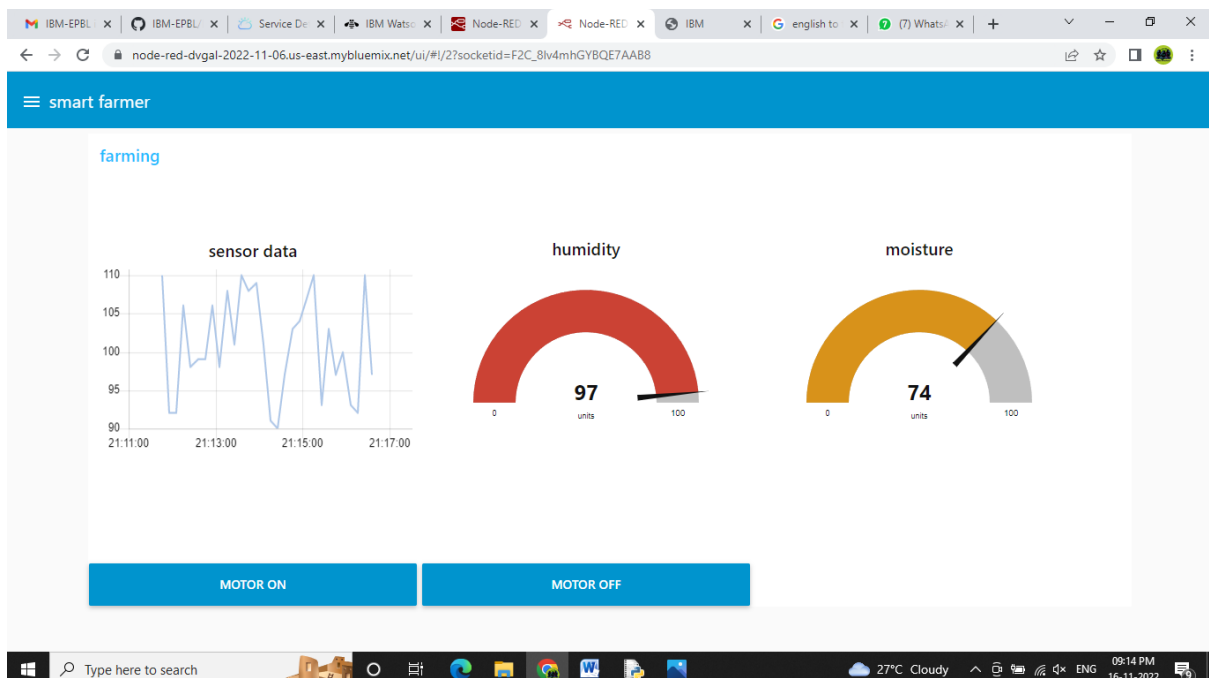 IBM-EPBL
IBM-EPBL/
Service De
IBM Watso
Node-RED
Node-RED
IBM
english to
(7) WhatsA
node-red-dvgal-2022-11-06.us-east.mybluemix.net/ui/#!/2?socketid=F2C_8Iv4mhGYBQE7AAB8
smart farmer
farming
sensor data
110
105
100
95
90
21:11:00 21:13:00 21:15:00 21:17:00
humidity
97
units
0 100
moisture
74
units
0 100
MOTOR ON
MOTOR OFF
Type here to search
27°C Cloudy
ENG
09:14 PM
16-11-2022